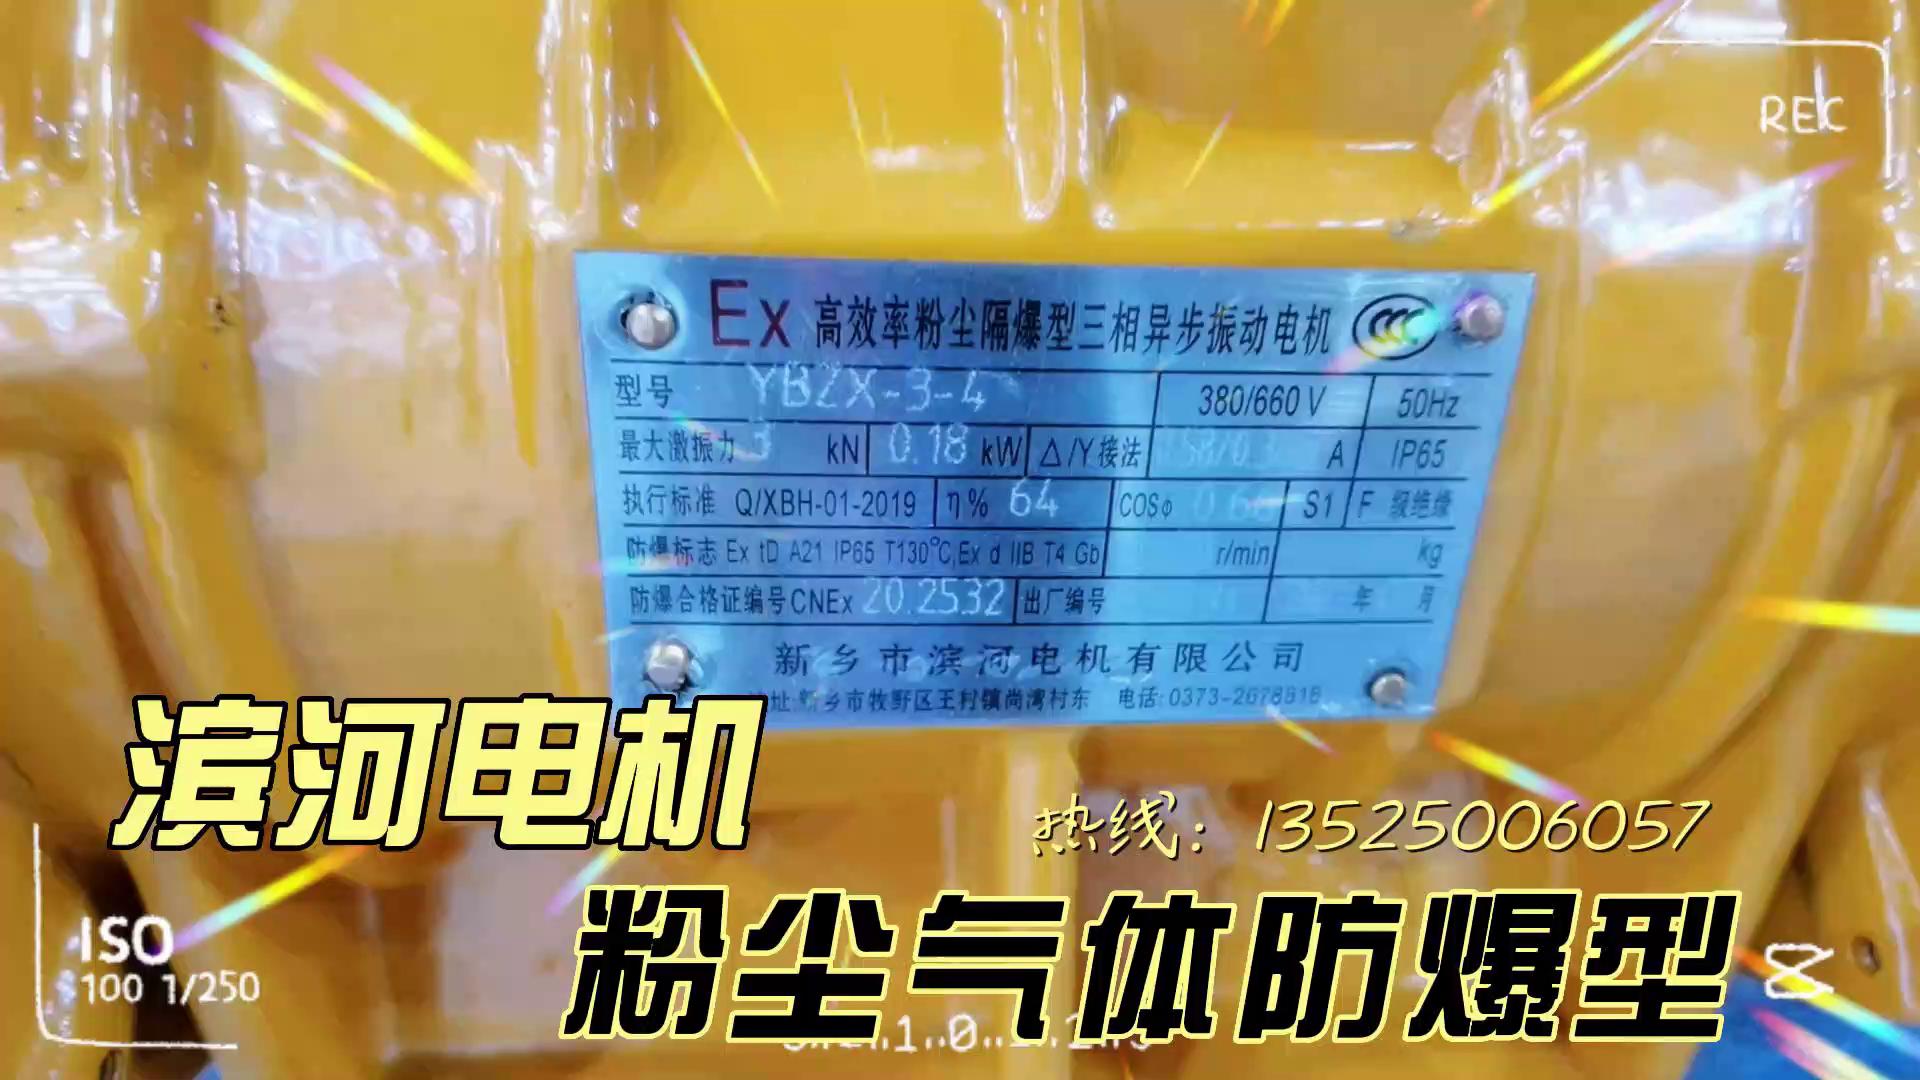 REC
Ex 高效率粉尘隔爆型三相异步振动电机
型号 YBZX-3-4 380/660 V 50Hz
最大激振力 3 kN 0.18 kW △/Y接法 A IP65
执行标准 Q/XBH-01-2019 η% 64 COSφ S1 F 级绝缘
防爆标志 Ex tD A21 IP65 T130℃,Ex d IIB T4 Gb r/min kg
防爆合格证编号CNEx 20.2532 出厂编号 年 月
新乡市滨河电机有限公司
址:新乡市牧野区王村镇尚湾村东 电话:0373-2678618
滨河电机
热线：13525006057
粉尘气体防爆型
ISO
100 1/250